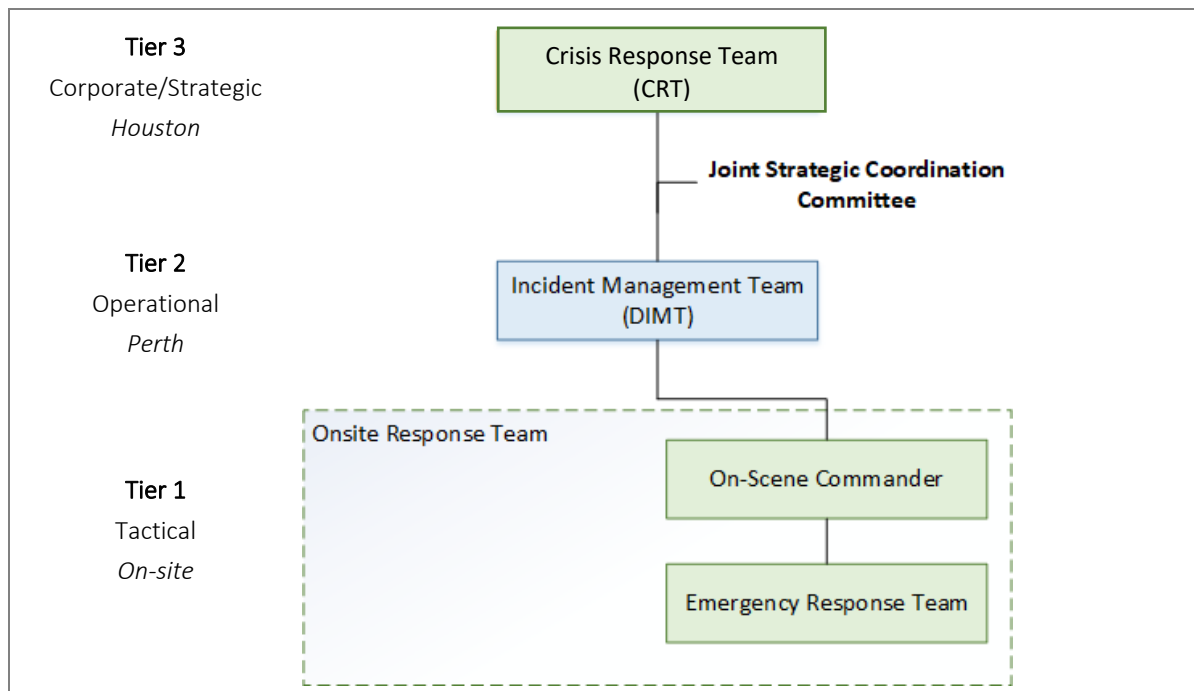 Tier 3
Corporate/Strategic
Houston
Crisis Response Team
(CRT)
Joint Strategic Coordination
Committee
Tier 2
Operational
Perth
Incident Management Team
(DIMT)
Onsite Response Team
Tier 1
Tactical
On-site
On-Scene Commander
Emergency Response Team